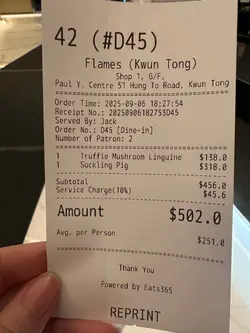 42 (#D45)
Flames (Kwun Tong)
Shop 1, G/F.
Paul Y. Centre 51 Hung To Road, Kwun Tong
Order Time: 2025-09-06 18:27:54
Receipt No.: 20250906182753D45
Served By: Jack
Order No.: D45 [Dine-in]
Number of Patron: 2
1 Truffle Mushroom Linguine $138.0
1 Suckling Pig $318.0
Subtotal $456.0
Service Charge(10%) $45.6
Amount $502.0
Avg. per Person $251.0
Thank You
Powered by Eats365
REPRINT